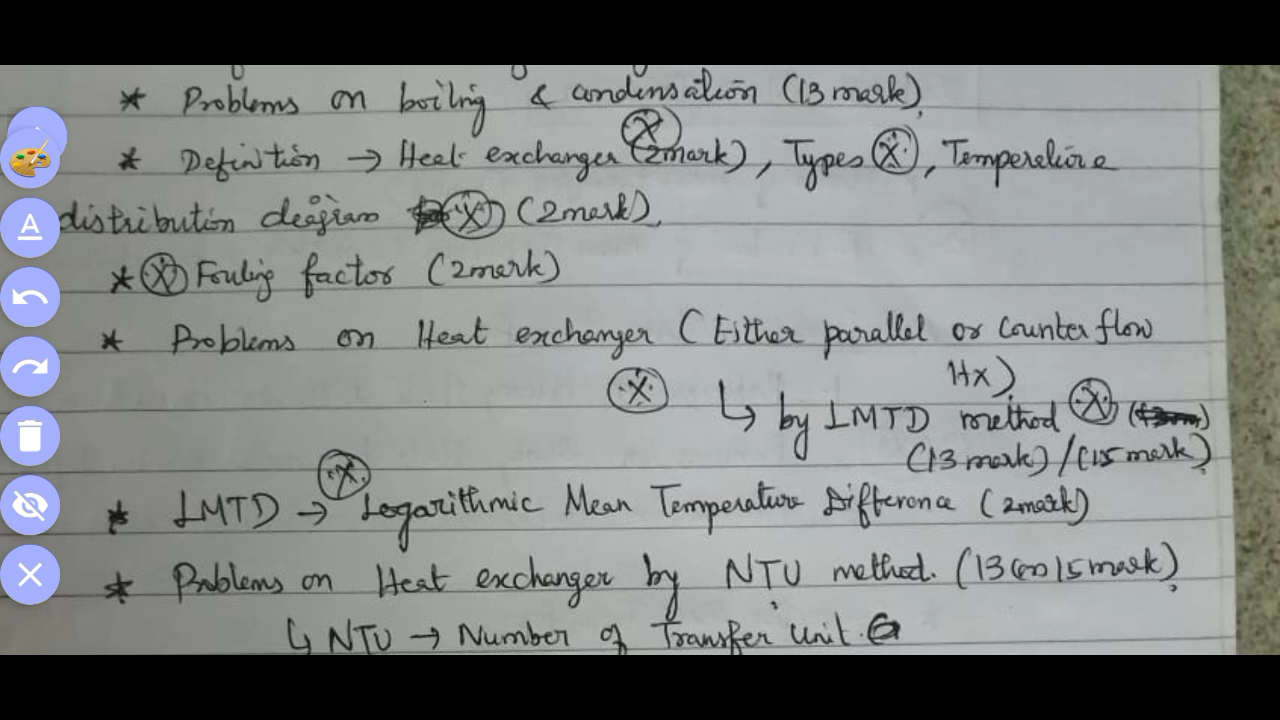 * Problems on boiling & condensation (13 mark)
* Definition → Heat exchanger (2mark), Types (X), Temperature
distribution diagram (X) (2mark),
* (X) Fouling factor (2mark)
* Problems on Heat exchanger (Either parallel or Counter flow
Hx)
(X) ↳ by LMTD method (X)
(13 mark) / (15 mark)
* LMTD → Logarithmic Mean Temperature Difference (2mark)
* Problems on Heat exchanger by NTU method. (13 (or) 15 mark)
↳ NTU → Number of Transfer Unit.